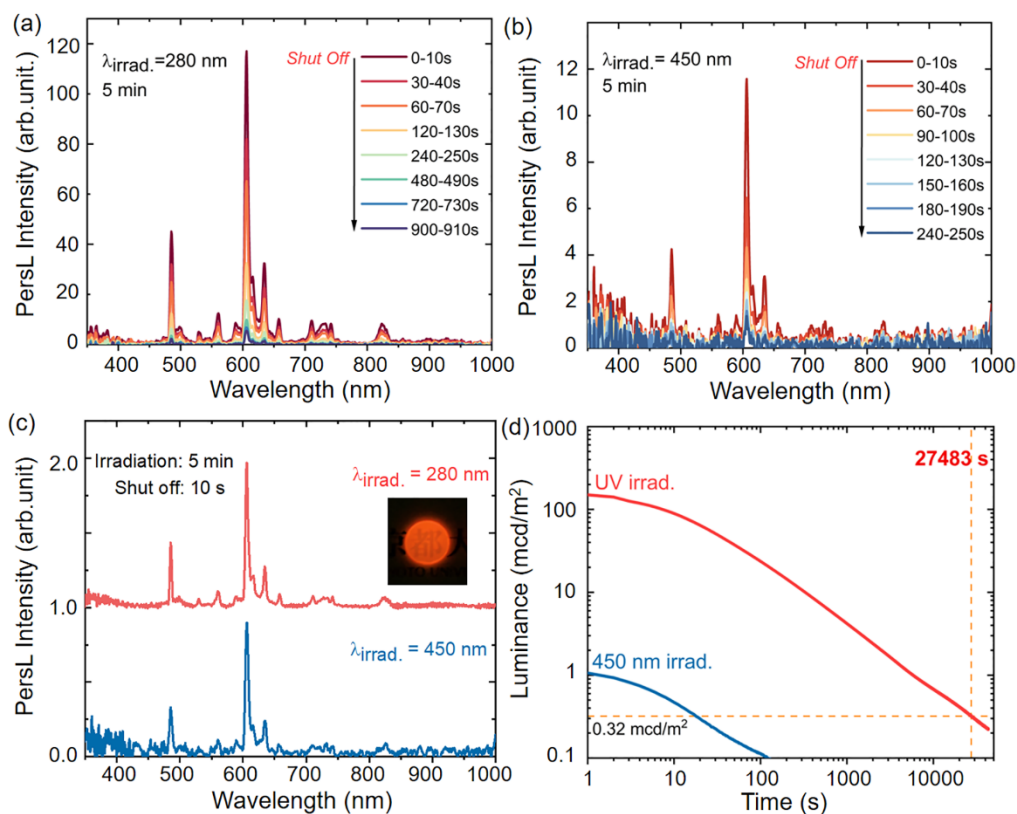 (a)
PersL Intensity (arb.unit.)
120
100
80
60
40
20
0
λirrad.=280 nm
5 min
Shut Off
0-10s
30-40s
60-70s
120-130s
240-250s
480-490s
720-730s
900-910s
400 500 600 700 800 900 1000
Wavelength (nm)
(b)
PersL Intensity (arb.unit)
12
10
8
6
4
2
0
λirrad.= 450 nm
5 min
Shut Off
0-10s
30-40s
60-70s
90-100s
120-130s
150-160s
180-190s
240-250s
400 500 600 700 800 900 1000
Wavelength (nm)
(c)
PersL Intensity (arb.unit)
2.0
1.0
0.0
Irradiation: 5 min
Shut off: 10 s
λirrad. = 280 nm
λirrad. = 450 nm
400 500 600 700 800 900 1000
Wavelength (nm)
(d)
Luminance (mcd/m²)
1000
100
10
1
0.1
27483 s
UV irrad.
450 nm irrad.
0.32 mcd/m²
1 10 100 1000 10000
Time (s)